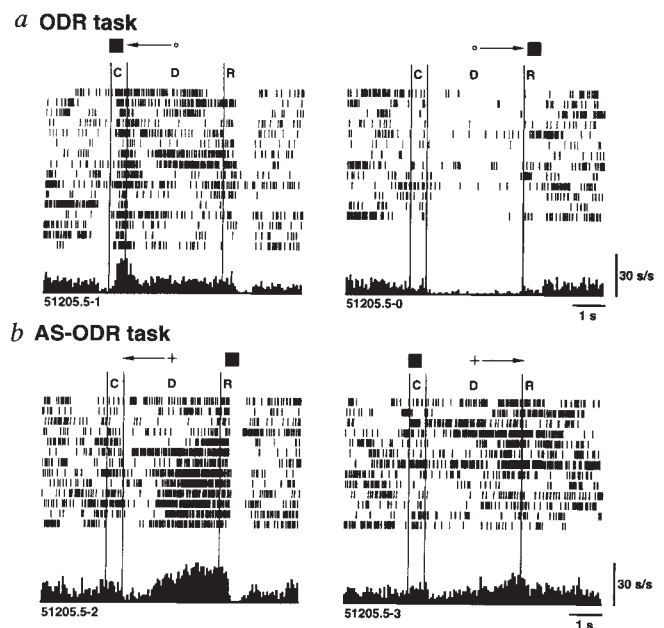 a ODR task
C D R
C D R
30 s/s
51205.5-1
51205.5-0
1 s
b AS-ODR task
C D R
C D R
30 s/s
51205.5-2
51205.5-3
1 s